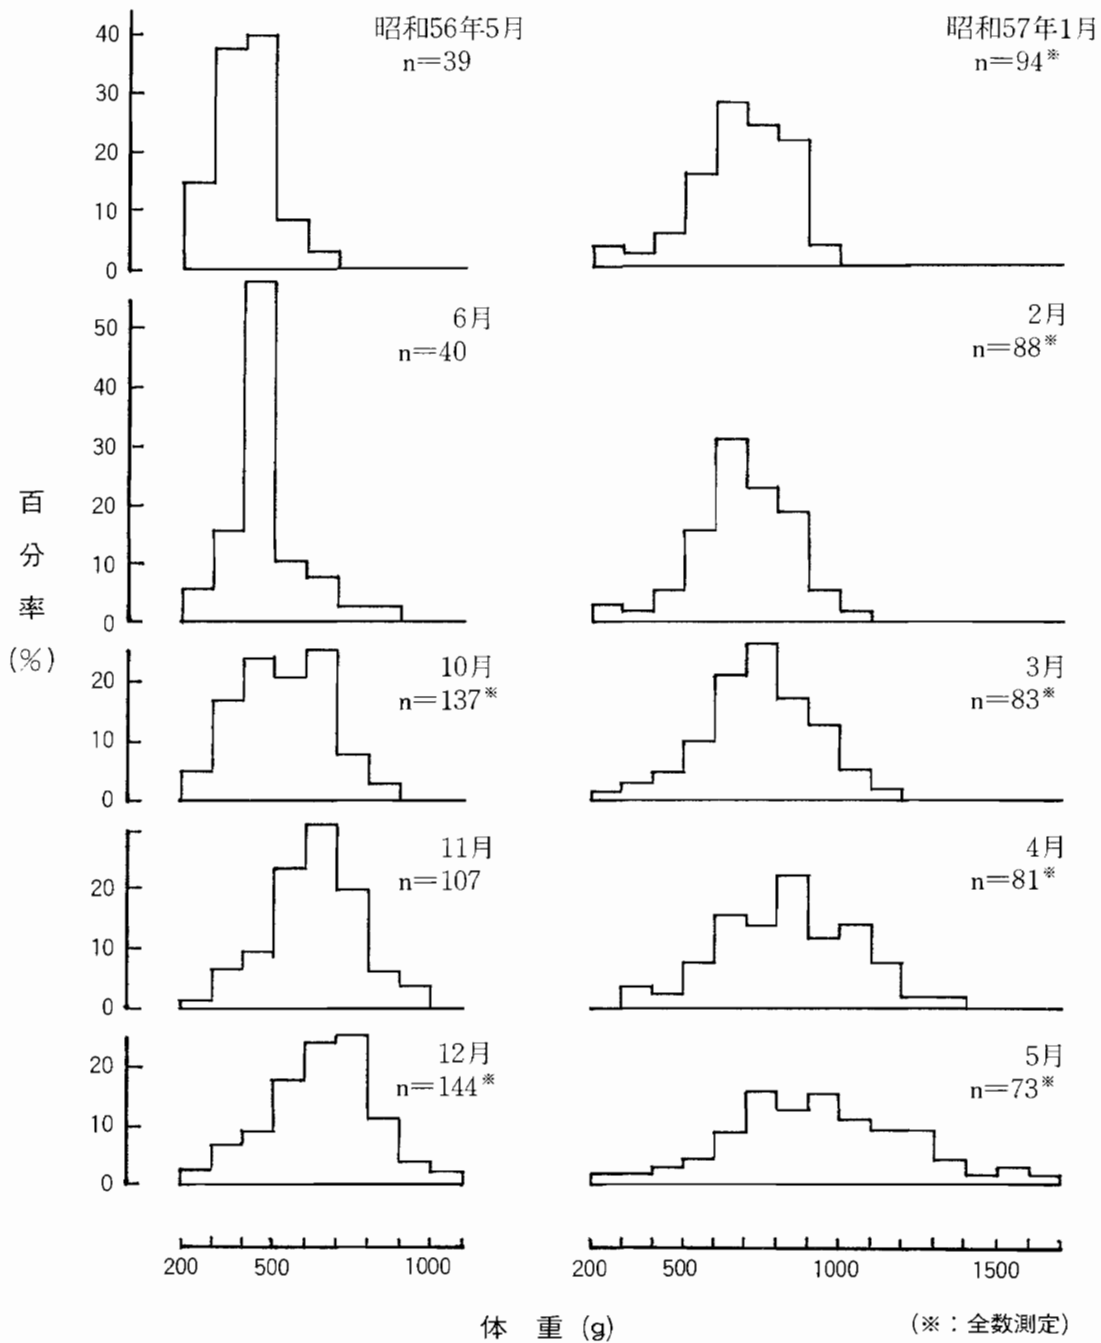 昭和56年5月
n=39
40
30
20
10
0
昭和57年1月
n=94※
6月
n=40
50
40
30
20
10
0
2月
n=88※
百分率(%)
10月
n=137※
20
10
0
3月
n=83※
11月
n=107
20
10
0
4月
n=81※
12月
n=144※
20
10
0
5月
n=73※
200 500 1000
200 500 1000 1500
体 重 (g)
(※:全数測定)